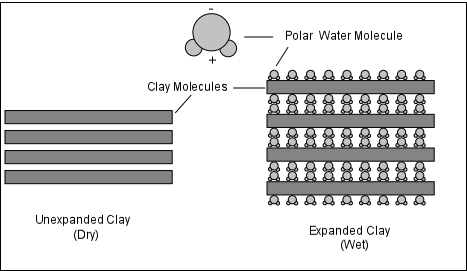 -
Polar Water Molecule
+
Clay Molecules
Unexpanded Clay
(Dry)
Expanded Clay
(Wet)